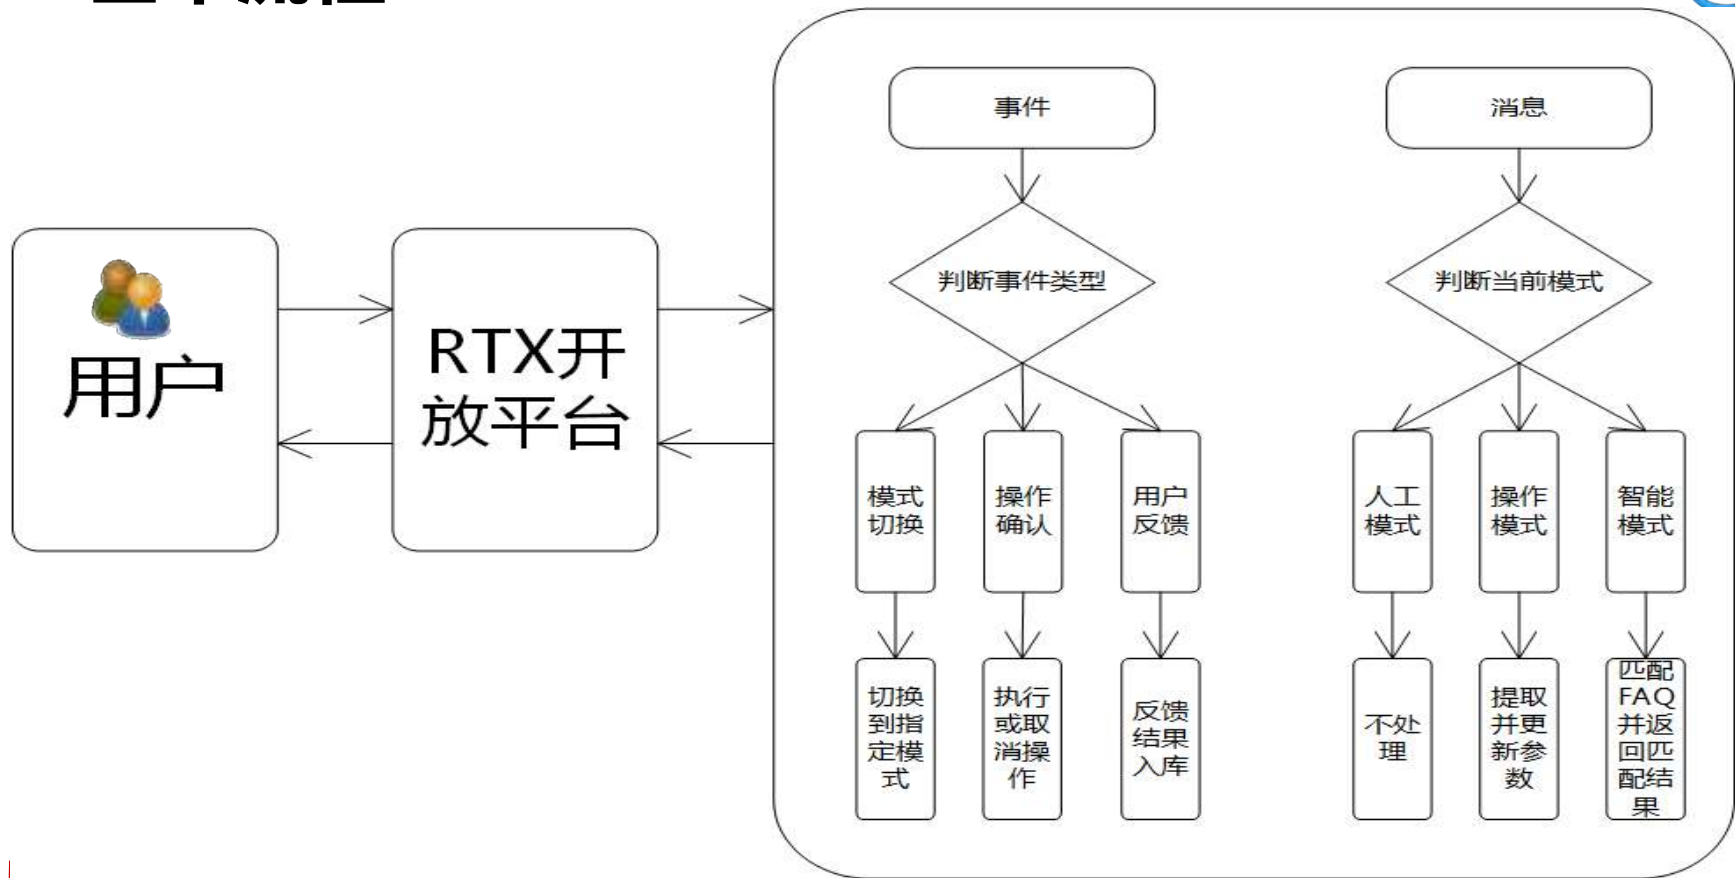 用户
RTX开
放平台
事件
判断事件类型
模式
切换
操作
确认
用户
反馈
切换
到指
定模
式
执行
或取
消操
作
反馈
结果
入库
消息
判断当前模式
人工
模式
操作
模式
智能
模式
不处
理
提取
并更
新参
数
匹配
FAQ
并返
回匹
配结
果